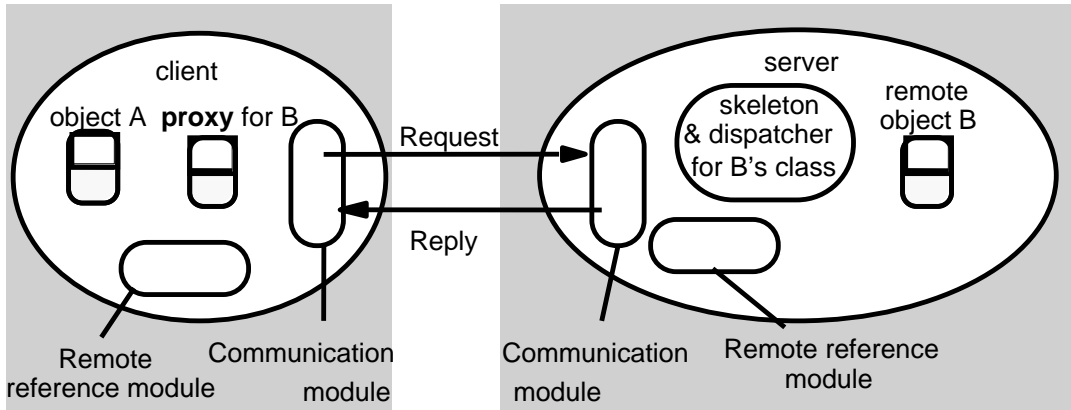 client
object A
proxy for B
Request
Reply
Remote
reference module
Communication
module
server
skeleton
& dispatcher
for B’s class
remote
object B
Communication
module
Remote reference
module